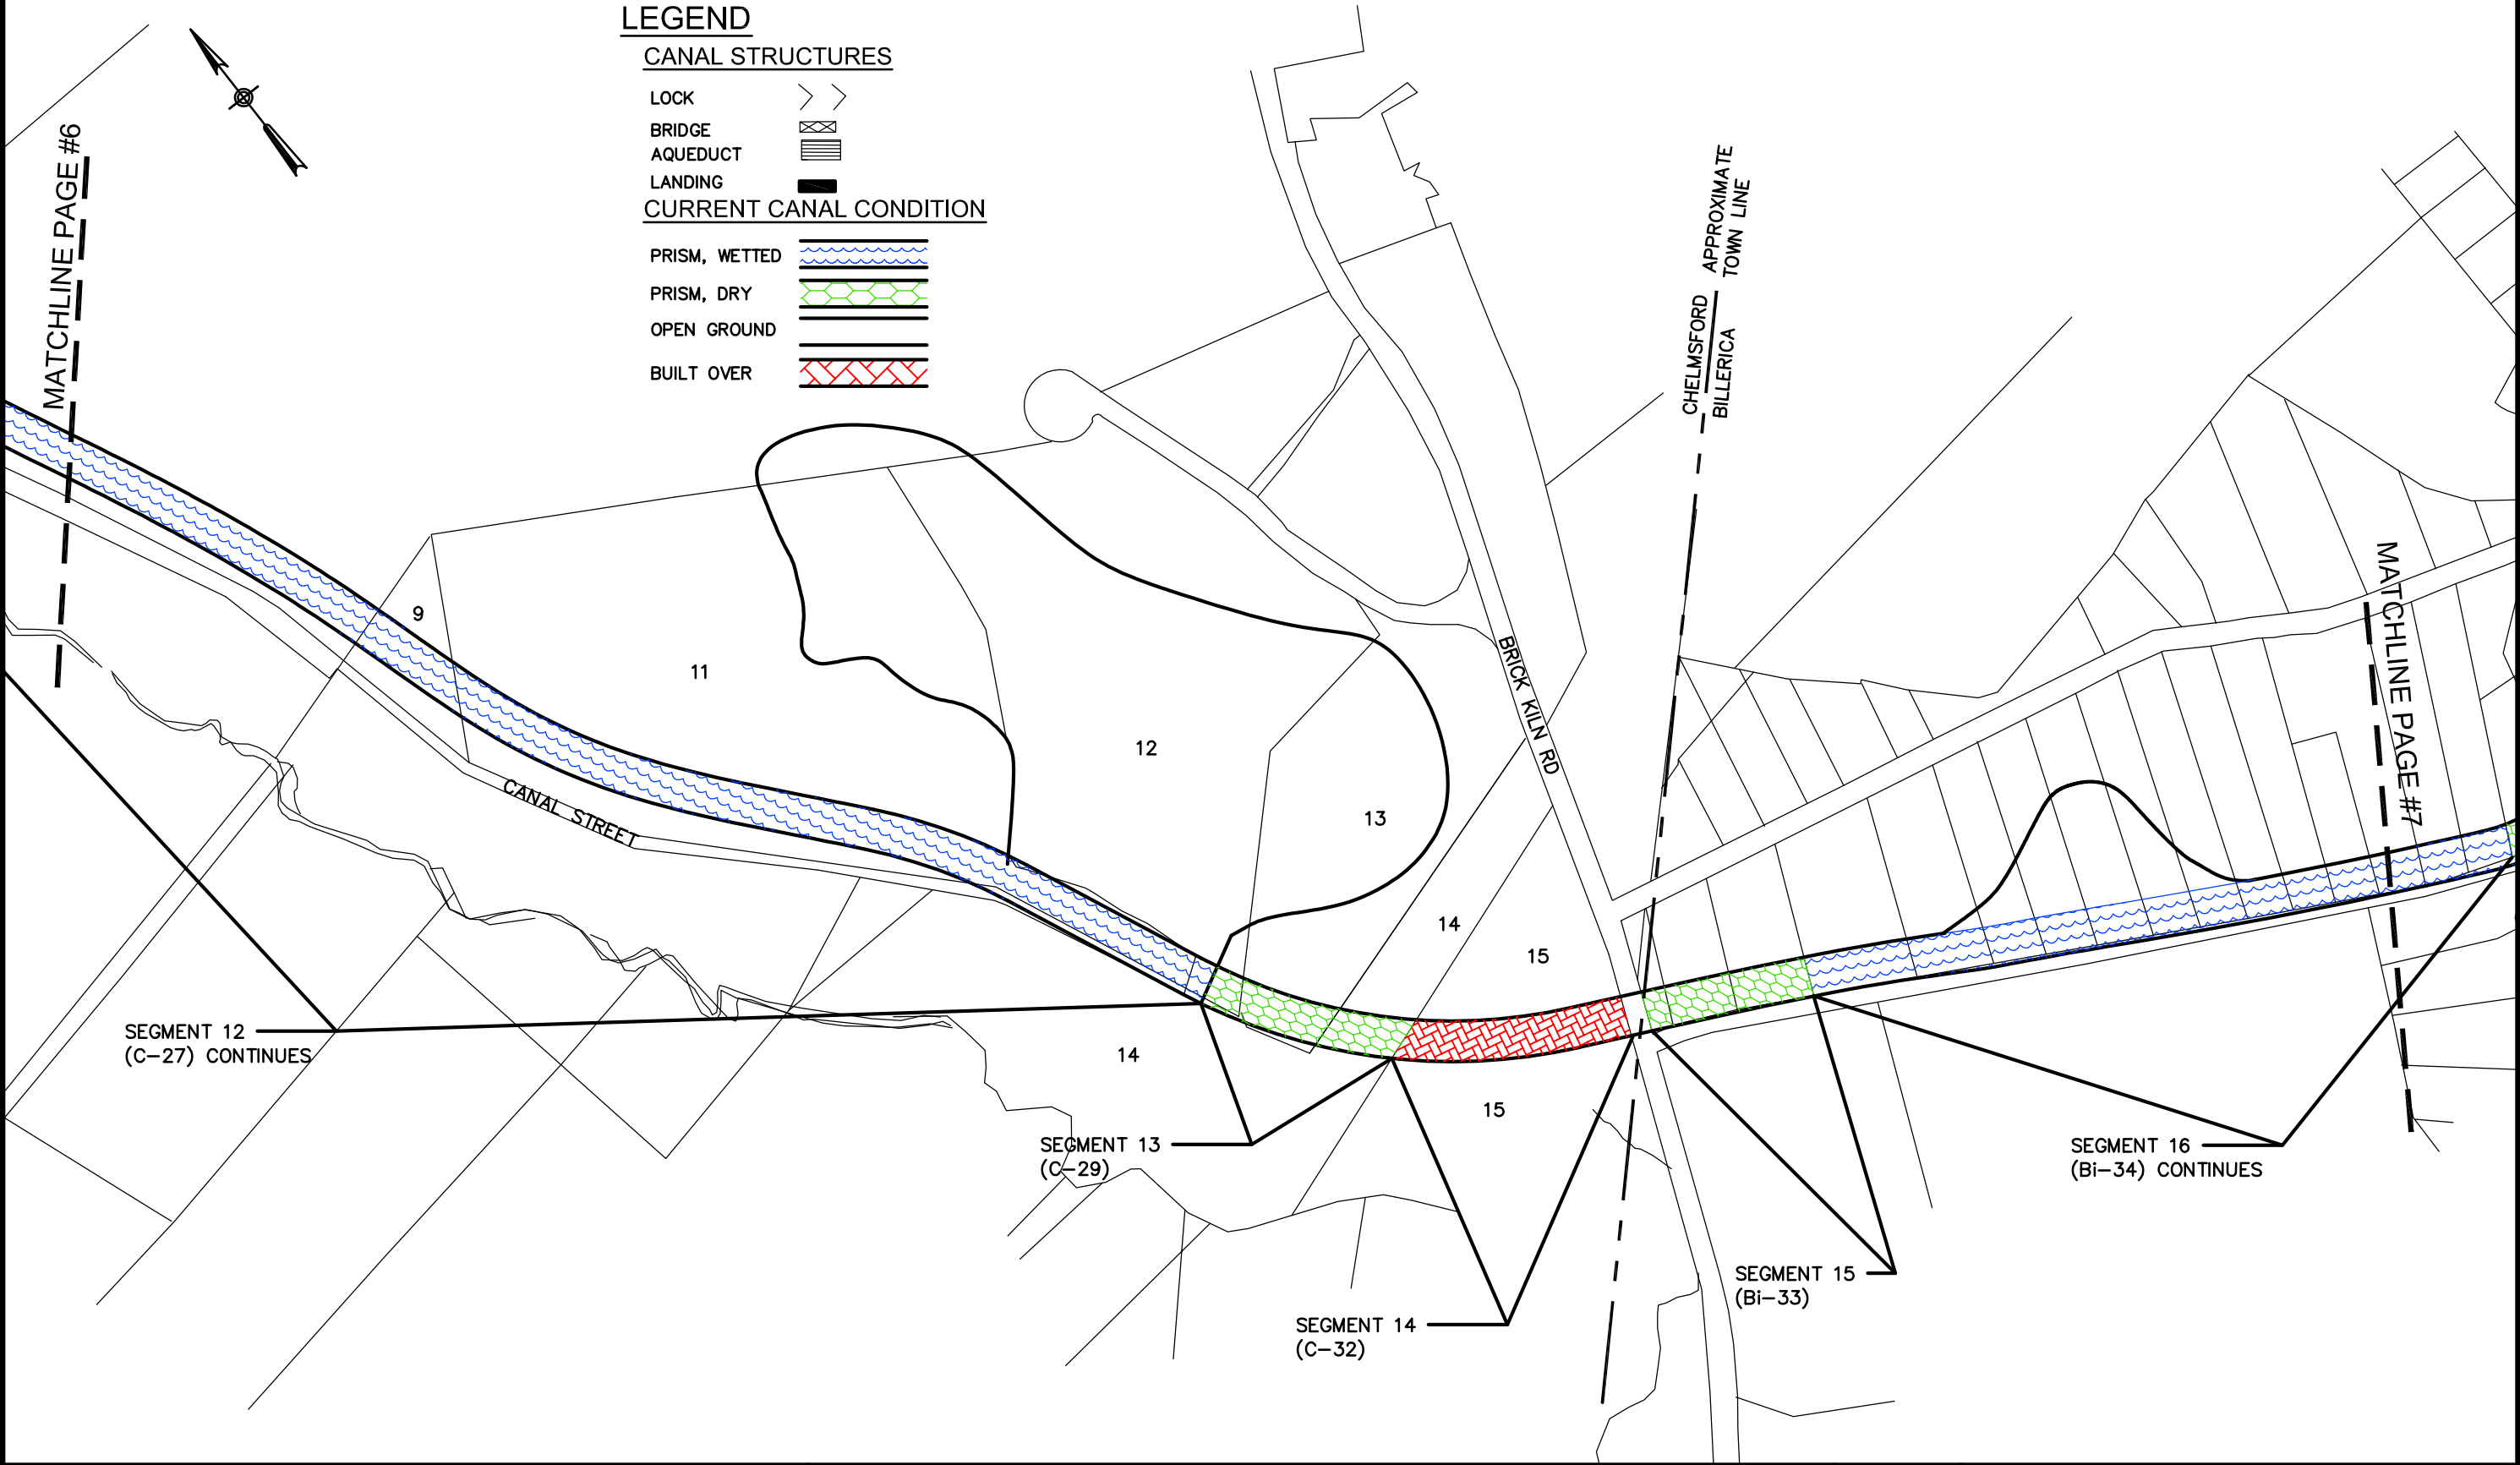 LEGEND
CANAL STRUCTURES
LOCK
BRIDGE
AQUEDUCT
LANDING
CURRENT CANAL CONDITION
PRISM, WETTED
PRISM, DRY
OPEN GROUND
BUILT OVER
MATCHLINE PAGE #6
APPROXIMATE
TOWN LINE
CHELMSFORD
BILLERICA
MATCHLINE PAGE #7
9
11
12
13
14
15
BRICK KILN RD
CANAL STREET
14
15
SEGMENT 12
(C-27) CONTINUES
SEGMENT 13
(C-29)
SEGMENT 14
(C-32)
SEGMENT 15
(Bi-33)
SEGMENT 16
(Bi-34) CONTINUES